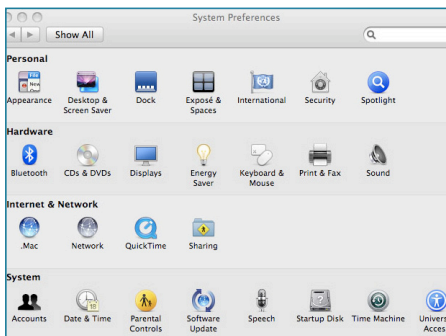 System Preferences
Show All
Personal
Appearance
Desktop &
Screen Saver
Dock
Exposé &
Spaces
International
Security
Spotlight
Hardware
Bluetooth
CDs & DVDs
Displays
Energy
Saver
Keyboard &
Mouse
Print & Fax
Sound
Internet & Network
.Mac
Network
QuickTime
Sharing
System
Accounts
Date & Time
Parental
Controls
Software
Update
Speech
Startup Disk
Time Machine
Univers
Acces